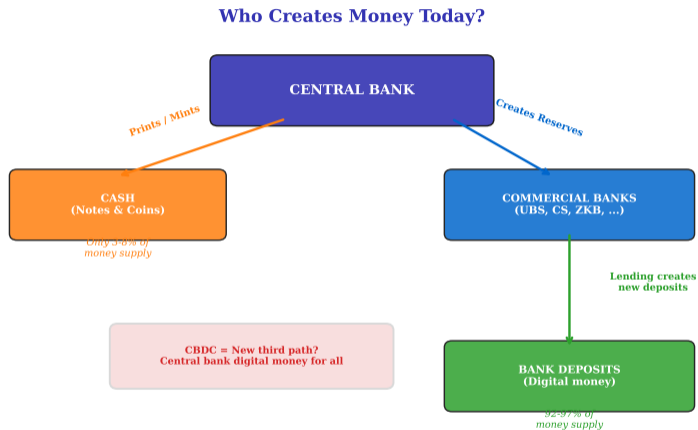 Who Creates Money Today?
CENTRAL BANK
Prints / Mints
Creates Reserves
CASH
(Notes & Coins)
COMMERCIAL BANKS
(UBS, CS, ZKB, ...)
Only 3-8% of
money supply
Lending creates
new deposits
CBDC = New third path?
Central bank digital money for all
BANK DEPOSITS
(Digital money)
92-97% of
money supply